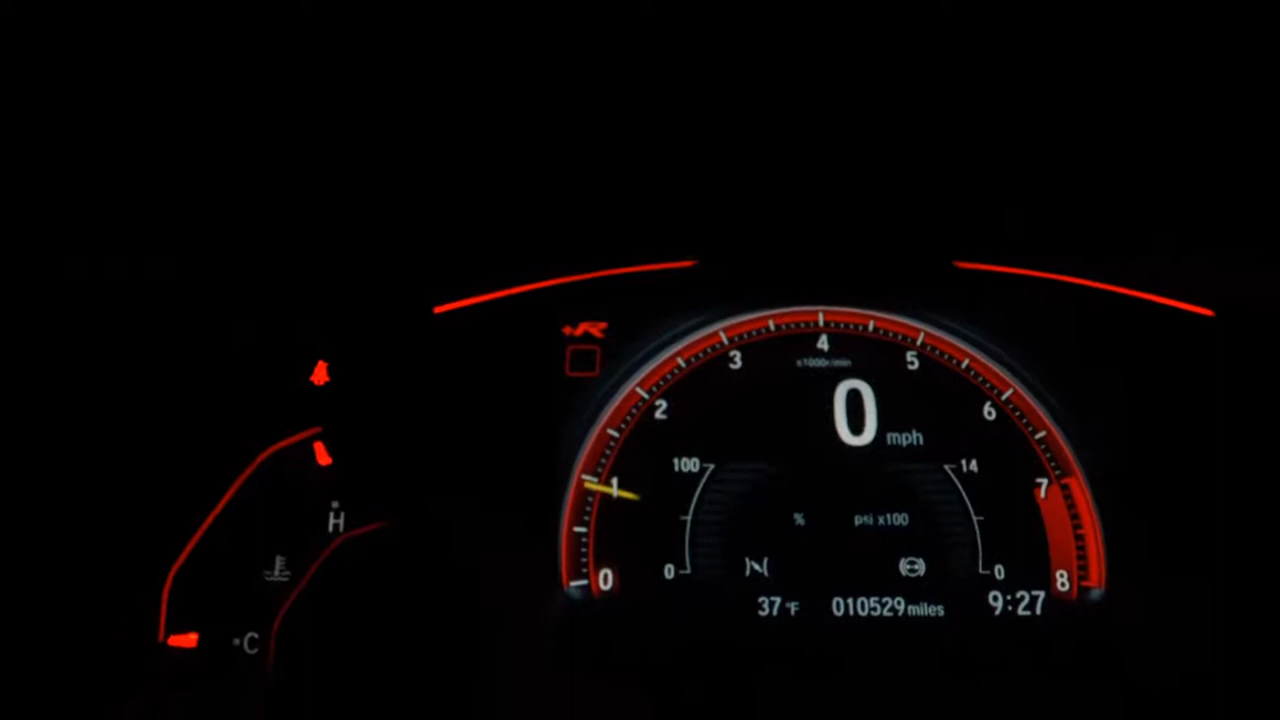 +R
4
3 5
x1000r/min
2 6
0 mph
100 14
1 7
% psi x100
H
0 0
0 8
37 °F 010529 miles 9:27
C